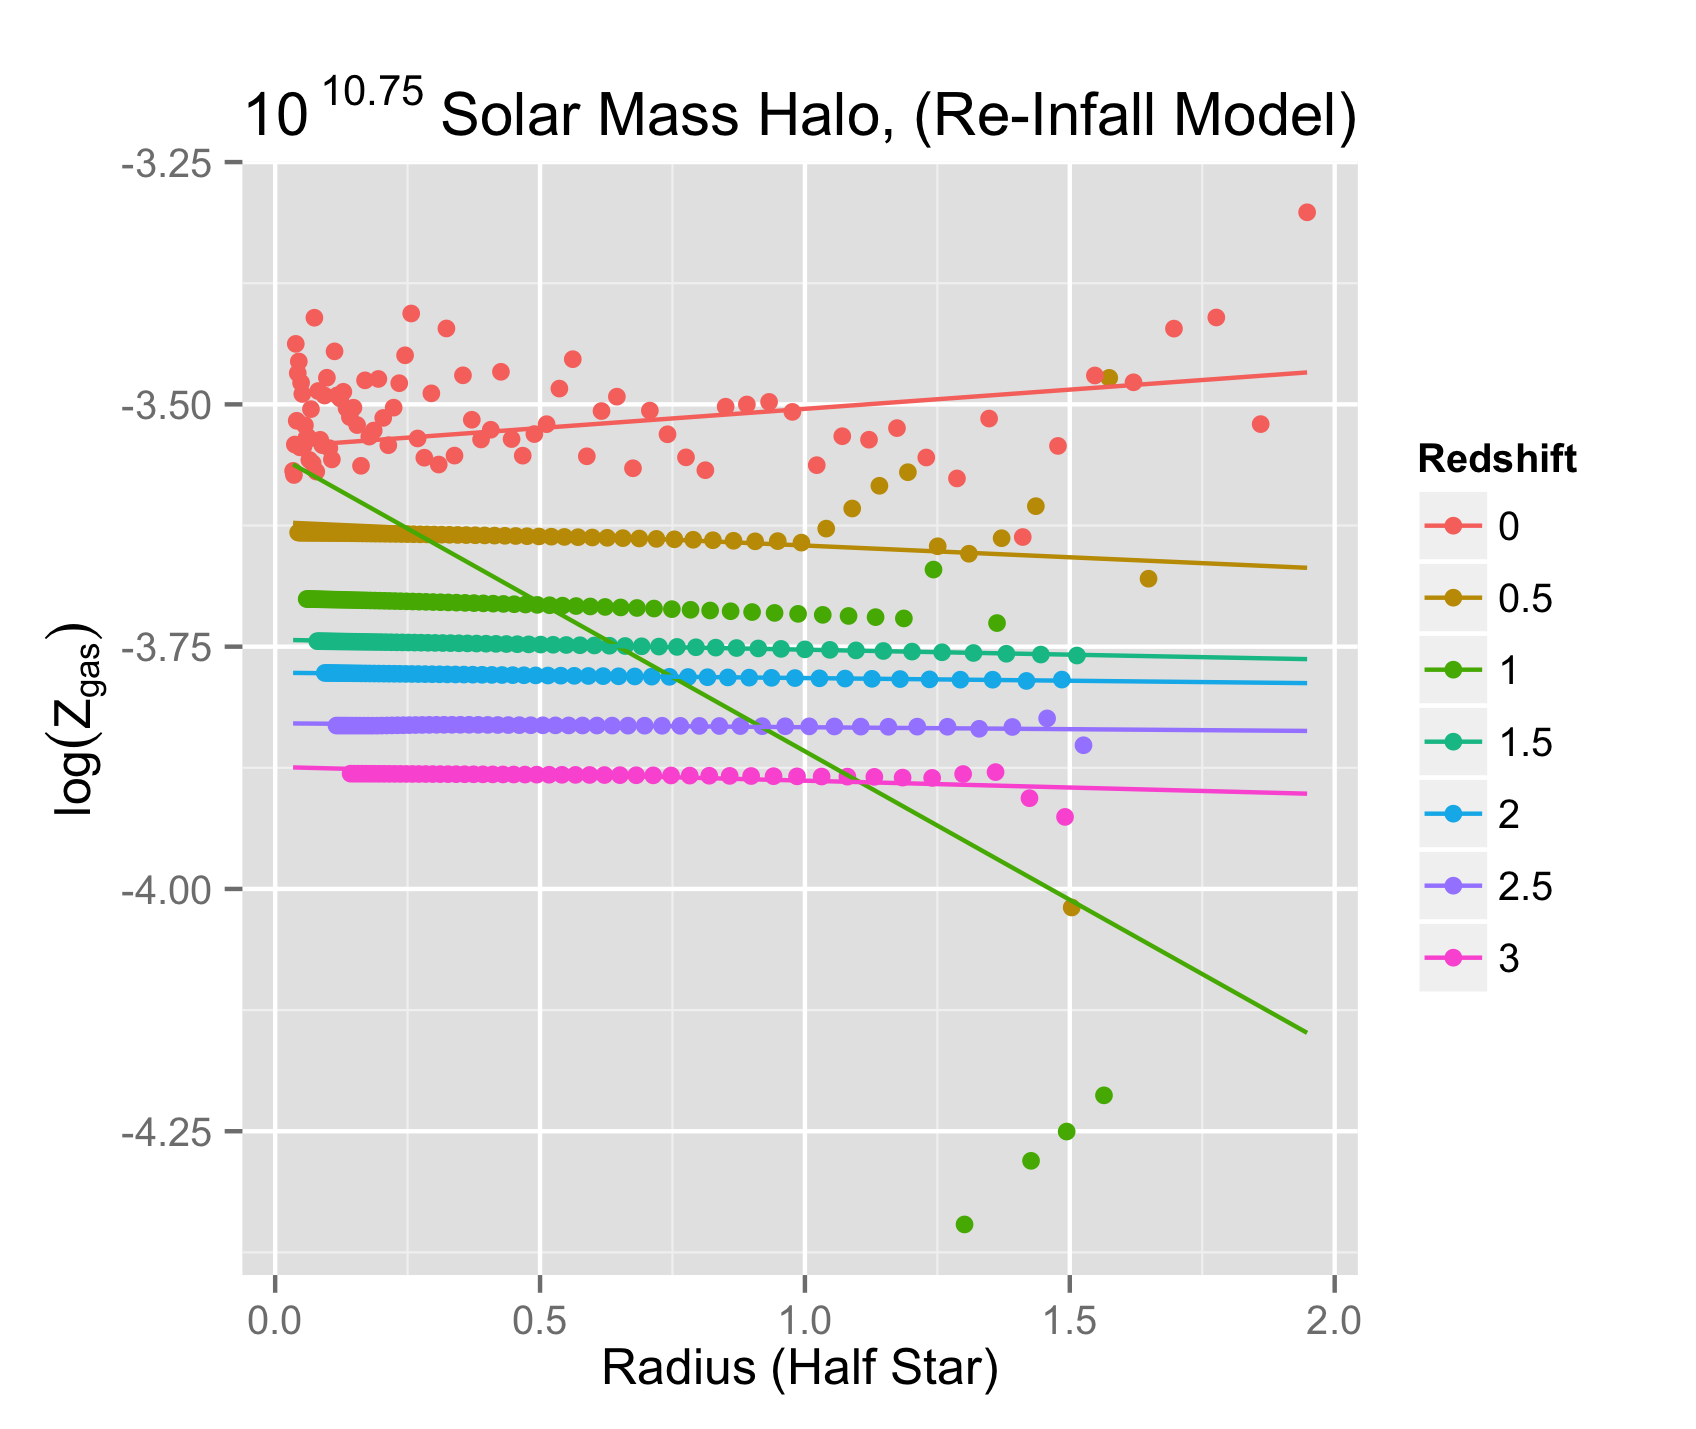 10 10.75 Solar Mass Halo, (Re-Infall Model)
-3.25
-3.50
-3.75
-4.00
-4.25
log(Zgas)
0.0 0.5 1.0 1.5 2.0
Radius (Half Star)
Redshift
0
0.5
1
1.5
2
2.5
3